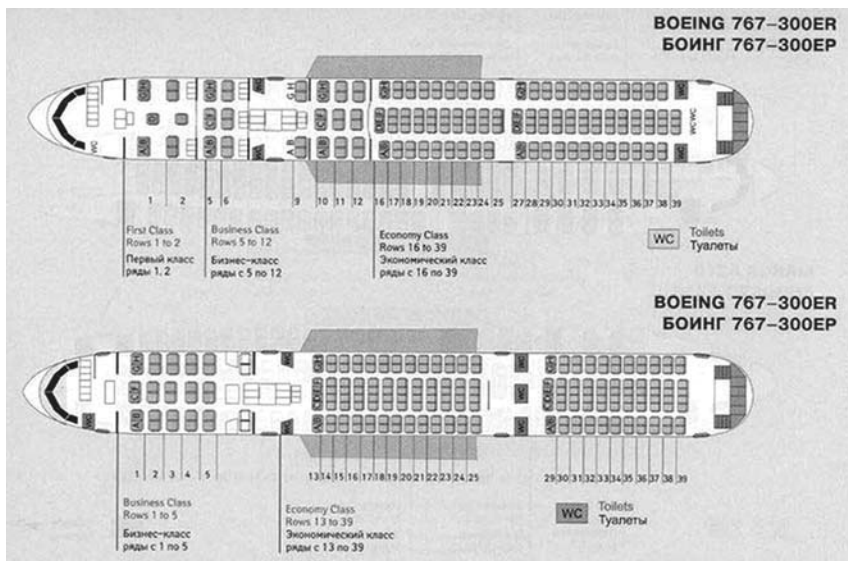 BOEING 767–300ER
БОИНГ 767–300ЕР
G H G H G H G H G H G H
C F C F D E F D E F
WC
A B A B A B A B A B A B
1 2 5 6 9 10 11 12 16 17 18 19 20 21 22 23 24 25 27 28 29 30 31 32 33 34 35 36 37 38 39
First Class
Rows 1 to 2
Первый класс
ряды 1, 2
Business Class
Rows 5 to 12
Бизнес–класс
ряды с 5 по 12
Economy Class
Rows 16 to 39
Экономический класс
ряды с 16 по 39
WC Toilets
Туалеты
BOEING 767–300ER
БОИНГ 767–300ЕР
WC WC
G H G H G H
C F WC
A B A B A B
WC WC WC
1 2 3 4 5 13 14 15 16 17 18 19 20 21 22 23 24 25 29 30 31 32 33 34 35 36 37 38 39
Business Class
Rows 1 to 5
Бизнес–класс
ряды с 1 по 5
Economy Class
Rows 13 to 39
Экономический класс
ряды с 13 по 39
WC Toilets
Туалеты